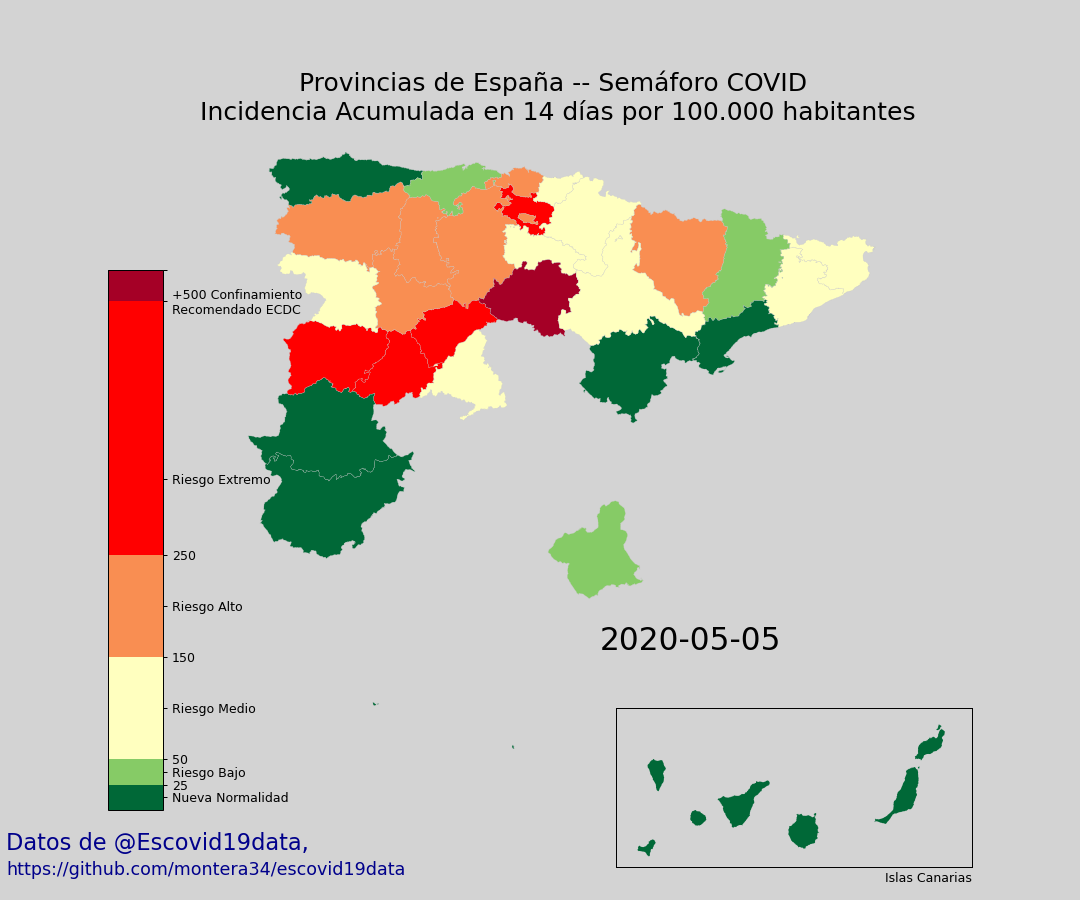 Provincias de España -- Semáforo COVID
Incidencia Acumulada en 14 días por 100.000 habitantes
+500 Confinamiento
Recomendado ECDC
Riesgo Extremo
250
Riesgo Alto
150
Riesgo Medio
50
Riesgo Bajo
25
Nueva Normalidad
2020-05-05
Islas Canarias
Datos de @Escovid19data,
https://github.com/montera34/escovid19data